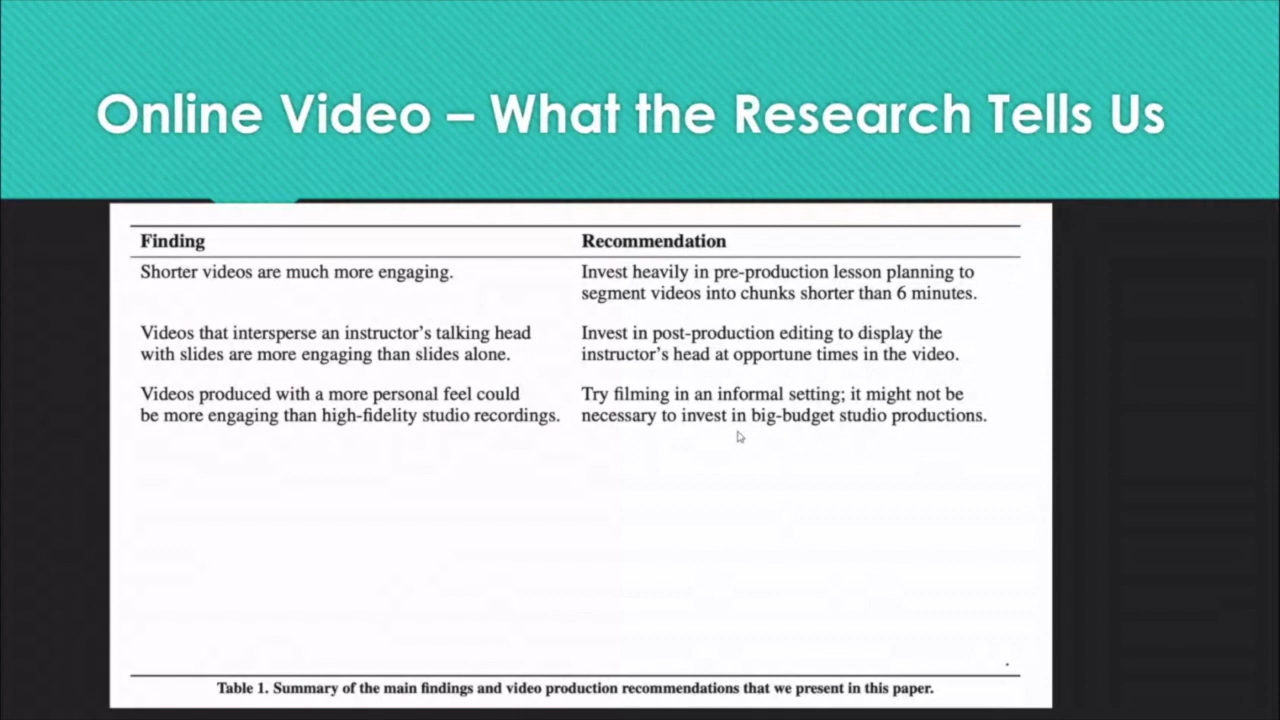 Online Video – What the Research Tells Us
Finding Recommendation
Shorter videos are much more engaging. Invest heavily in pre-production lesson planning to
segment videos into chunks shorter than 6 minutes.
Videos that intersperse an instructor's talking head Invest in post-production editing to display the
with slides are more engaging than slides alone. instructor's head at opportune times in the video.
Videos produced with a more personal feel could Try filming in an informal setting; it might not be
be more engaging than high-fidelity studio recordings. necessary to invest in big-budget studio productions.
Table 1. Summary of the main findings and video production recommendations that we present in this paper.